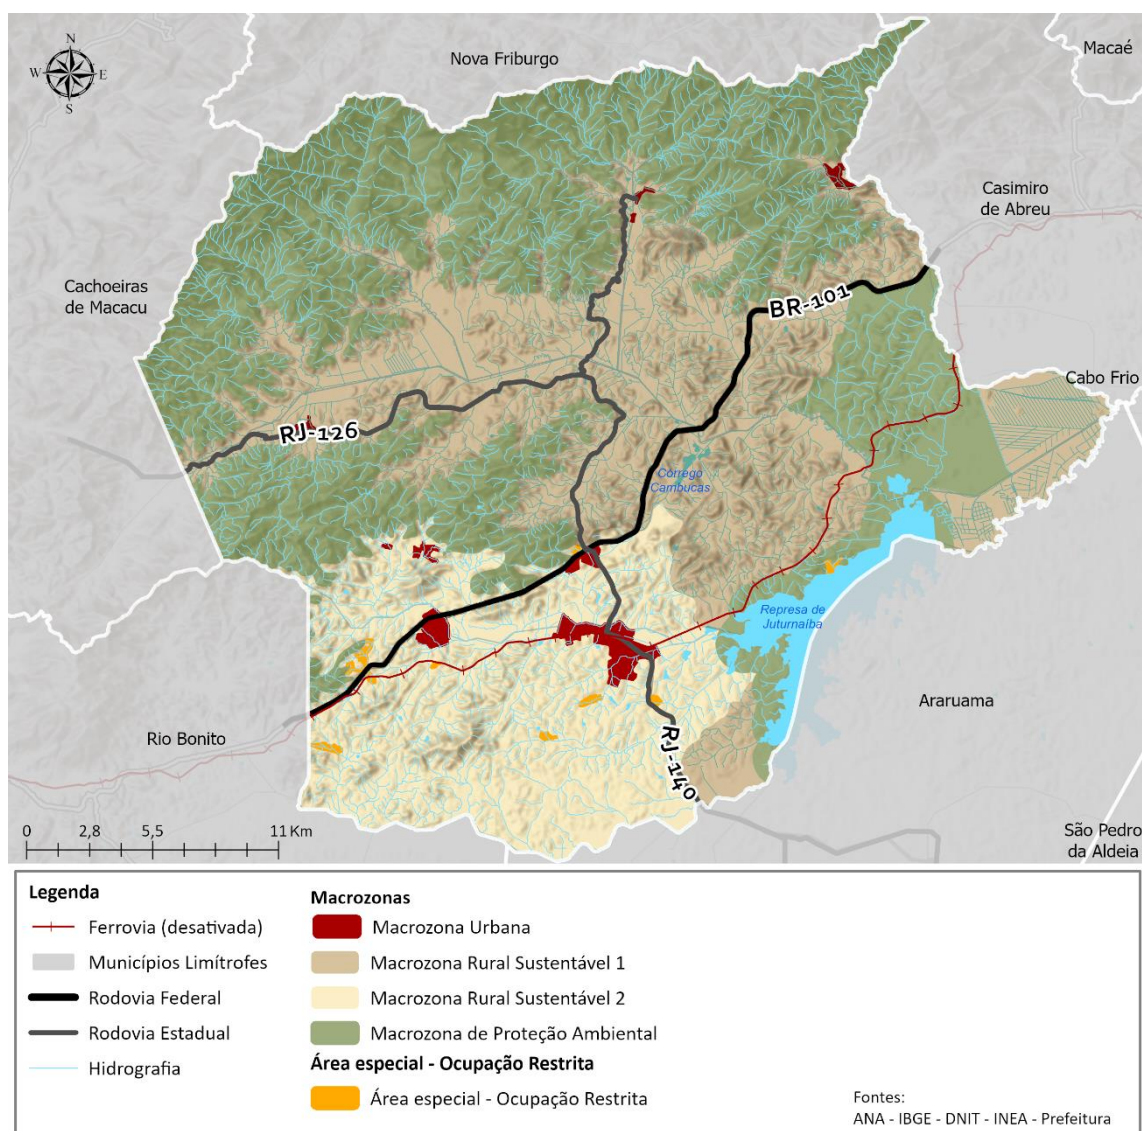 N
W
E
S
Nova Friburgo
Macaé
Casimiro
de Abreu
Cachoeiras
de Macacu
BR-101
Cabo Frio
RJ-126
Córrego
Cambucas
Represa de
Juturnaíba
Araruama
Rio Bonito
RJ-140
São Pedro
da Aldeia
0 2,8 5,5 11 Km
Legenda
Ferrovia (desativada)
Municípios Limítrofes
Rodovia Federal
Rodovia Estadual
Hidrografia
Macrozonas
Macrozona Urbana
Macrozona Rural Sustentável 1
Macrozona Rural Sustentável 2
Macrozona de Proteção Ambiental
Área especial - Ocupação Restrita
Área especial - Ocupação Restrita
Fontes:
ANA - IBGE - DNIT - INEA - Prefeitura